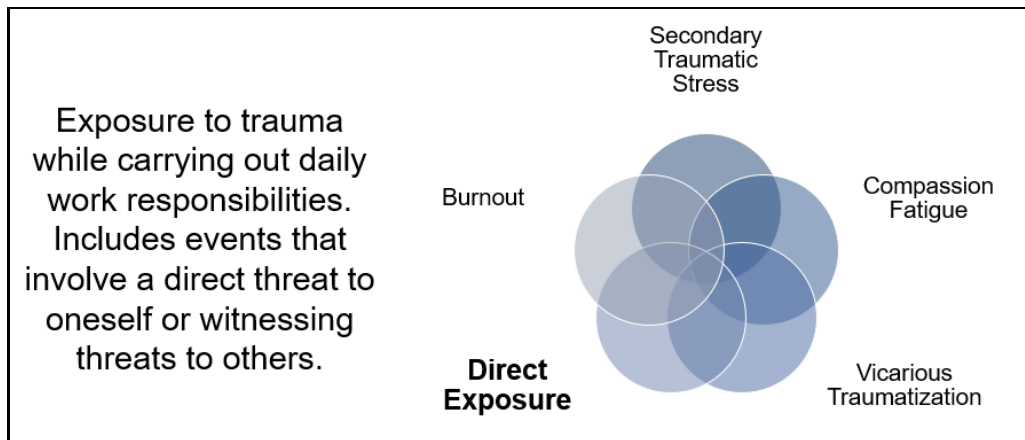 Exposure to trauma
while carrying out daily
work responsibilities.
Includes events that
involve a direct threat to
oneself or witnessing
threats to others.
Secondary
Traumatic
Stress
Burnout
Compassion
Fatigue
Direct
Exposure
Vicarious
Traumatization